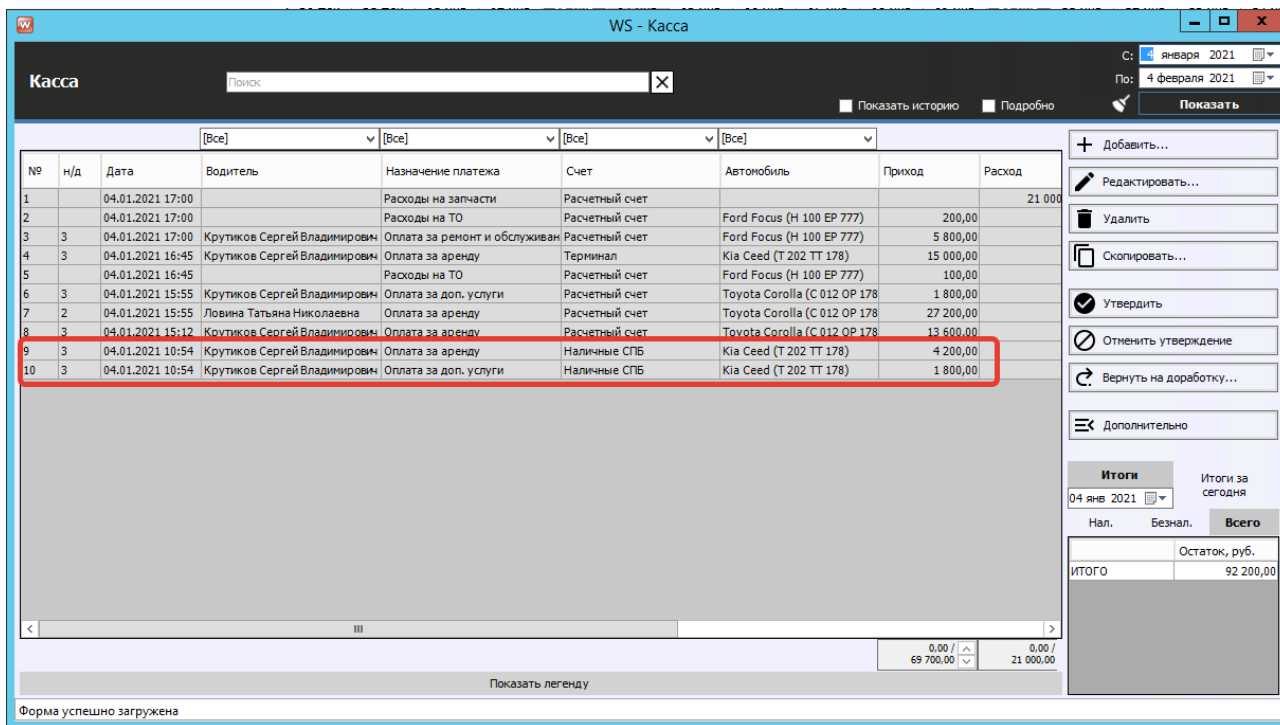 WS - Касса
С: 4 января 2021
Касса
Поиск
По: 4 февраля 2021
Показать историю Подробно Показать
[Все] [Все] [Все] [Все]
Добавить...
№ н/д Дата Водитель Назначение платежа Счет Автомобиль Приход Расход
Редактировать...
1 04.01.2021 17:00 Расходы на запчасти Расчетный счет 21 000
2 04.01.2021 17:00 Расходы на ТО Расчетный счет Ford Focus (Н 100 ЕР 777) 200,00
Удалить
3 3 04.01.2021 17:00 Крутиков Сергей Владимирович Оплата за ремонт и обслуживан Расчетный счет Ford Focus (Н 100 ЕР 777) 5 800,00
4 3 04.01.2021 16:45 Крутиков Сергей Владимирович Оплата за аренду Терминал Kia Ceed (Т 202 ТТ 178) 15 000,00
Скопировать...
5 04.01.2021 16:45 Расходы на ТО Расчетный счет Ford Focus (Н 100 ЕР 777) 100,00
6 3 04.01.2021 15:55 Крутиков Сергей Владимирович Оплата за доп. услуги Расчетный счет Toyota Corolla (С 012 ОР 178 1 800,00
Утвердить
7 2 04.01.2021 15:55 Ловина Татьяна Николаевна Оплата за аренду Расчетный счет Toyota Corolla (С 012 ОР 178 27 200,00
8 3 04.01.2021 15:12 Крутиков Сергей Владимирович Оплата за аренду Расчетный счет Toyota Corolla (С 012 ОР 178 13 600,00
Отменить утверждение
9 3 04.01.2021 10:54 Крутиков Сергей Владимирович Оплата за аренду Наличные СПБ Kia Ceed (Т 202 ТТ 178) 4 200,00
10 3 04.01.2021 10:54 Крутиков Сергей Владимирович Оплата за доп. услуги Наличные СПБ Kia Ceed (Т 202 ТТ 178) 1 800,00
Вернуть на доработку...
Дополнительно
Итоги Итоги за
сегодня
04 янв 2021
Нал. Безнал. Всего
Остаток, руб.
ИТОГО 92 200,00
0,00 / 0,00 /
69 700,00 21 000,00
Показать легенду
Форма успешно загружена